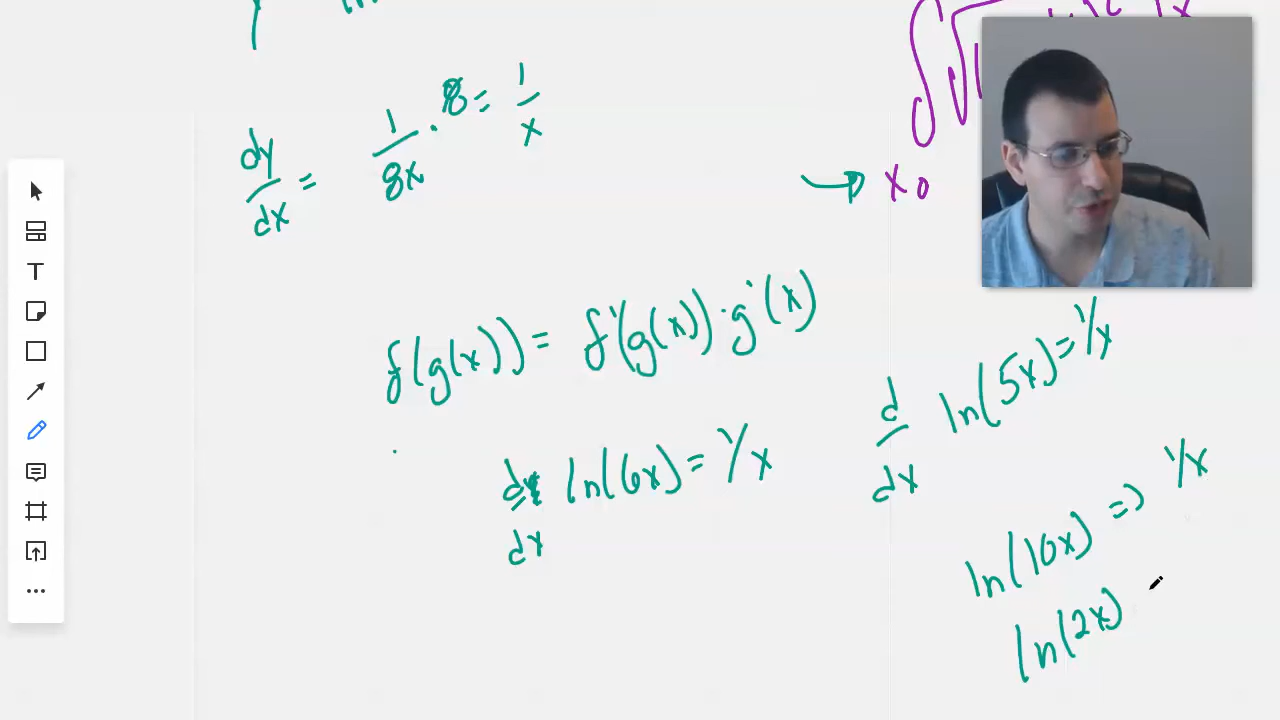 dy/dx = 1/8x · 8 = 1/x
x0
f(g(x)) = f'(g(x)) · g'(x)
d/dx ln(5x) = 1/x
d/dx ln(6x) = 1/x
ln(10x) => 1/x
ln(2x)
T